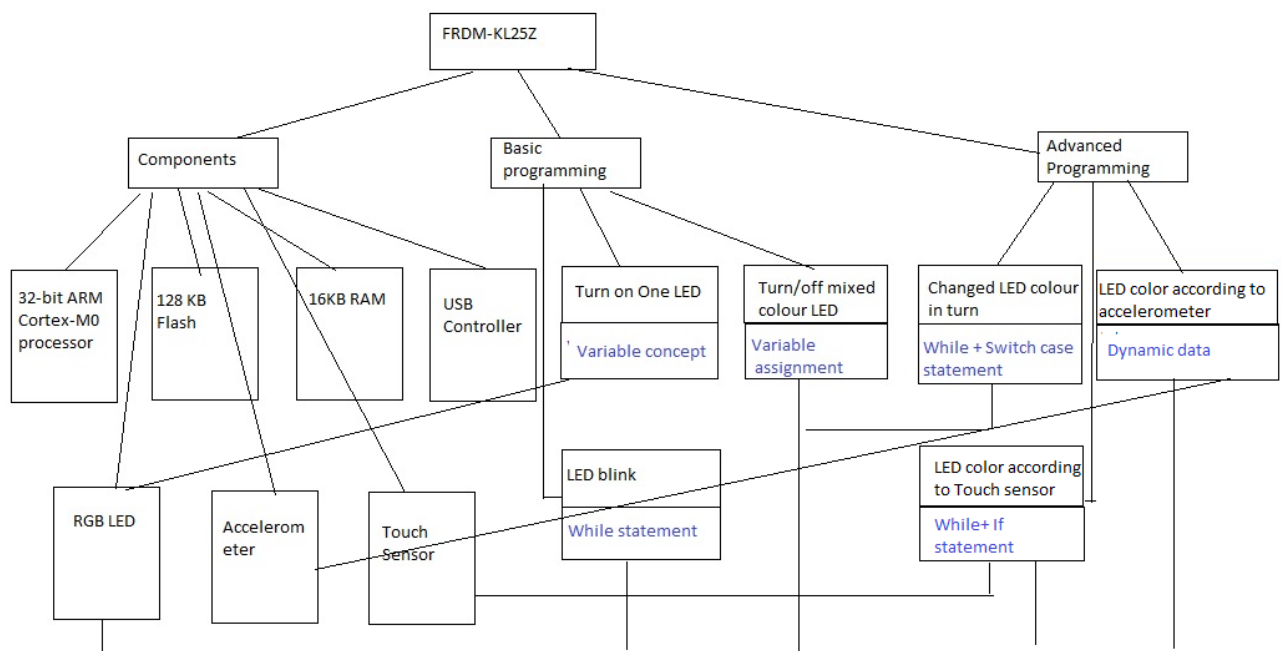 FRDM-KL25Z
Components
Basic
programming
Advanced
Programming
32-bit ARM
Cortex-M0
processor
128 KB
Flash
16KB RAM
USB
Controller
Turn on One LED
Variable concept
Turn/off mixed
colour LED
Variable
assignment
Changed LED colour
in turn
While + Switch case
statement
LED color according to
accelerometer
Dynamic data
RGB LED
Accelerom
eter
Touch
Sensor
LED blink
While statement
LED color according
to Touch sensor
While+ If
statement